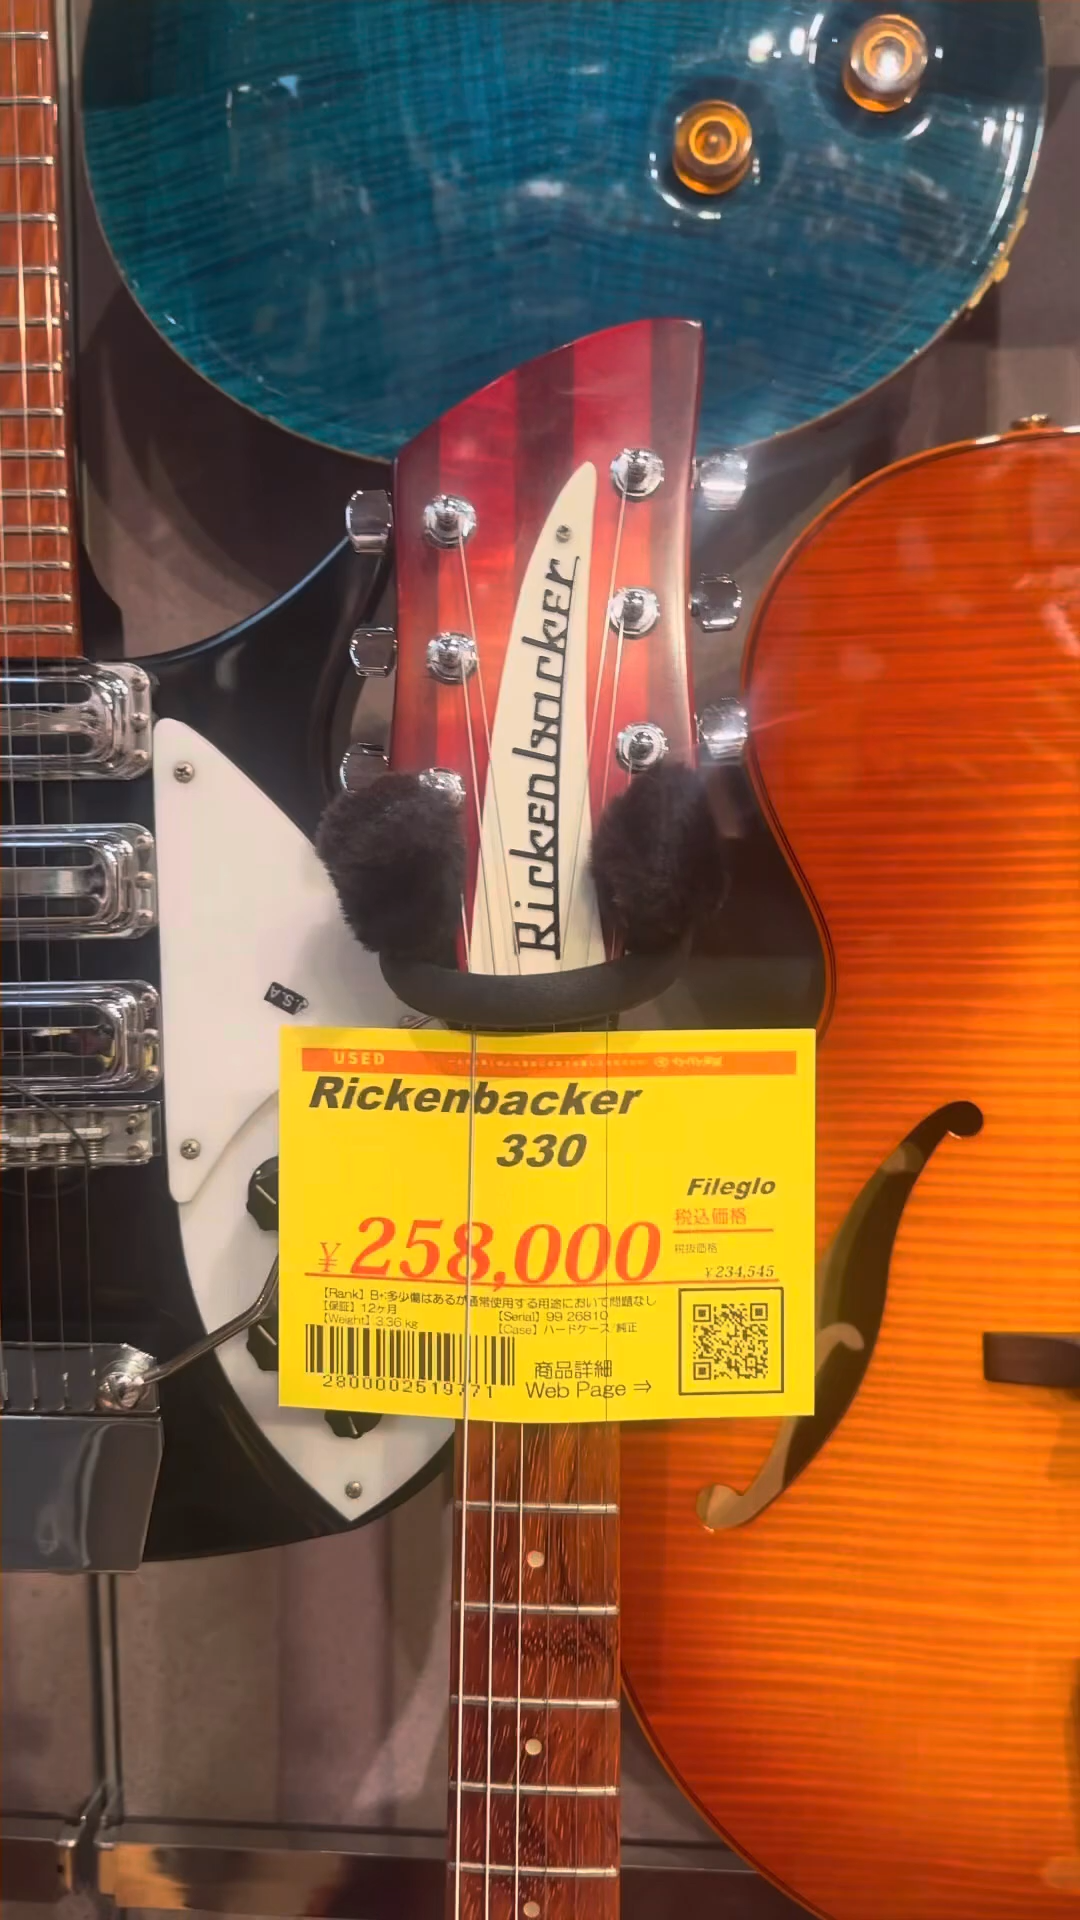 Rickenbacker
U.S.A
USED
Rickenbacker
330
Fileglo
税込価格
¥258,000
税抜価格
¥234,545
【Rank】B+:多少傷はあるが通常使用する用途において問題なし
【保証】12ヶ月 【Serial】99 26810
【Weight】3.36 kg 【Case】ハードケース/純正
2800002519771
商品詳細
Web Page ⇒